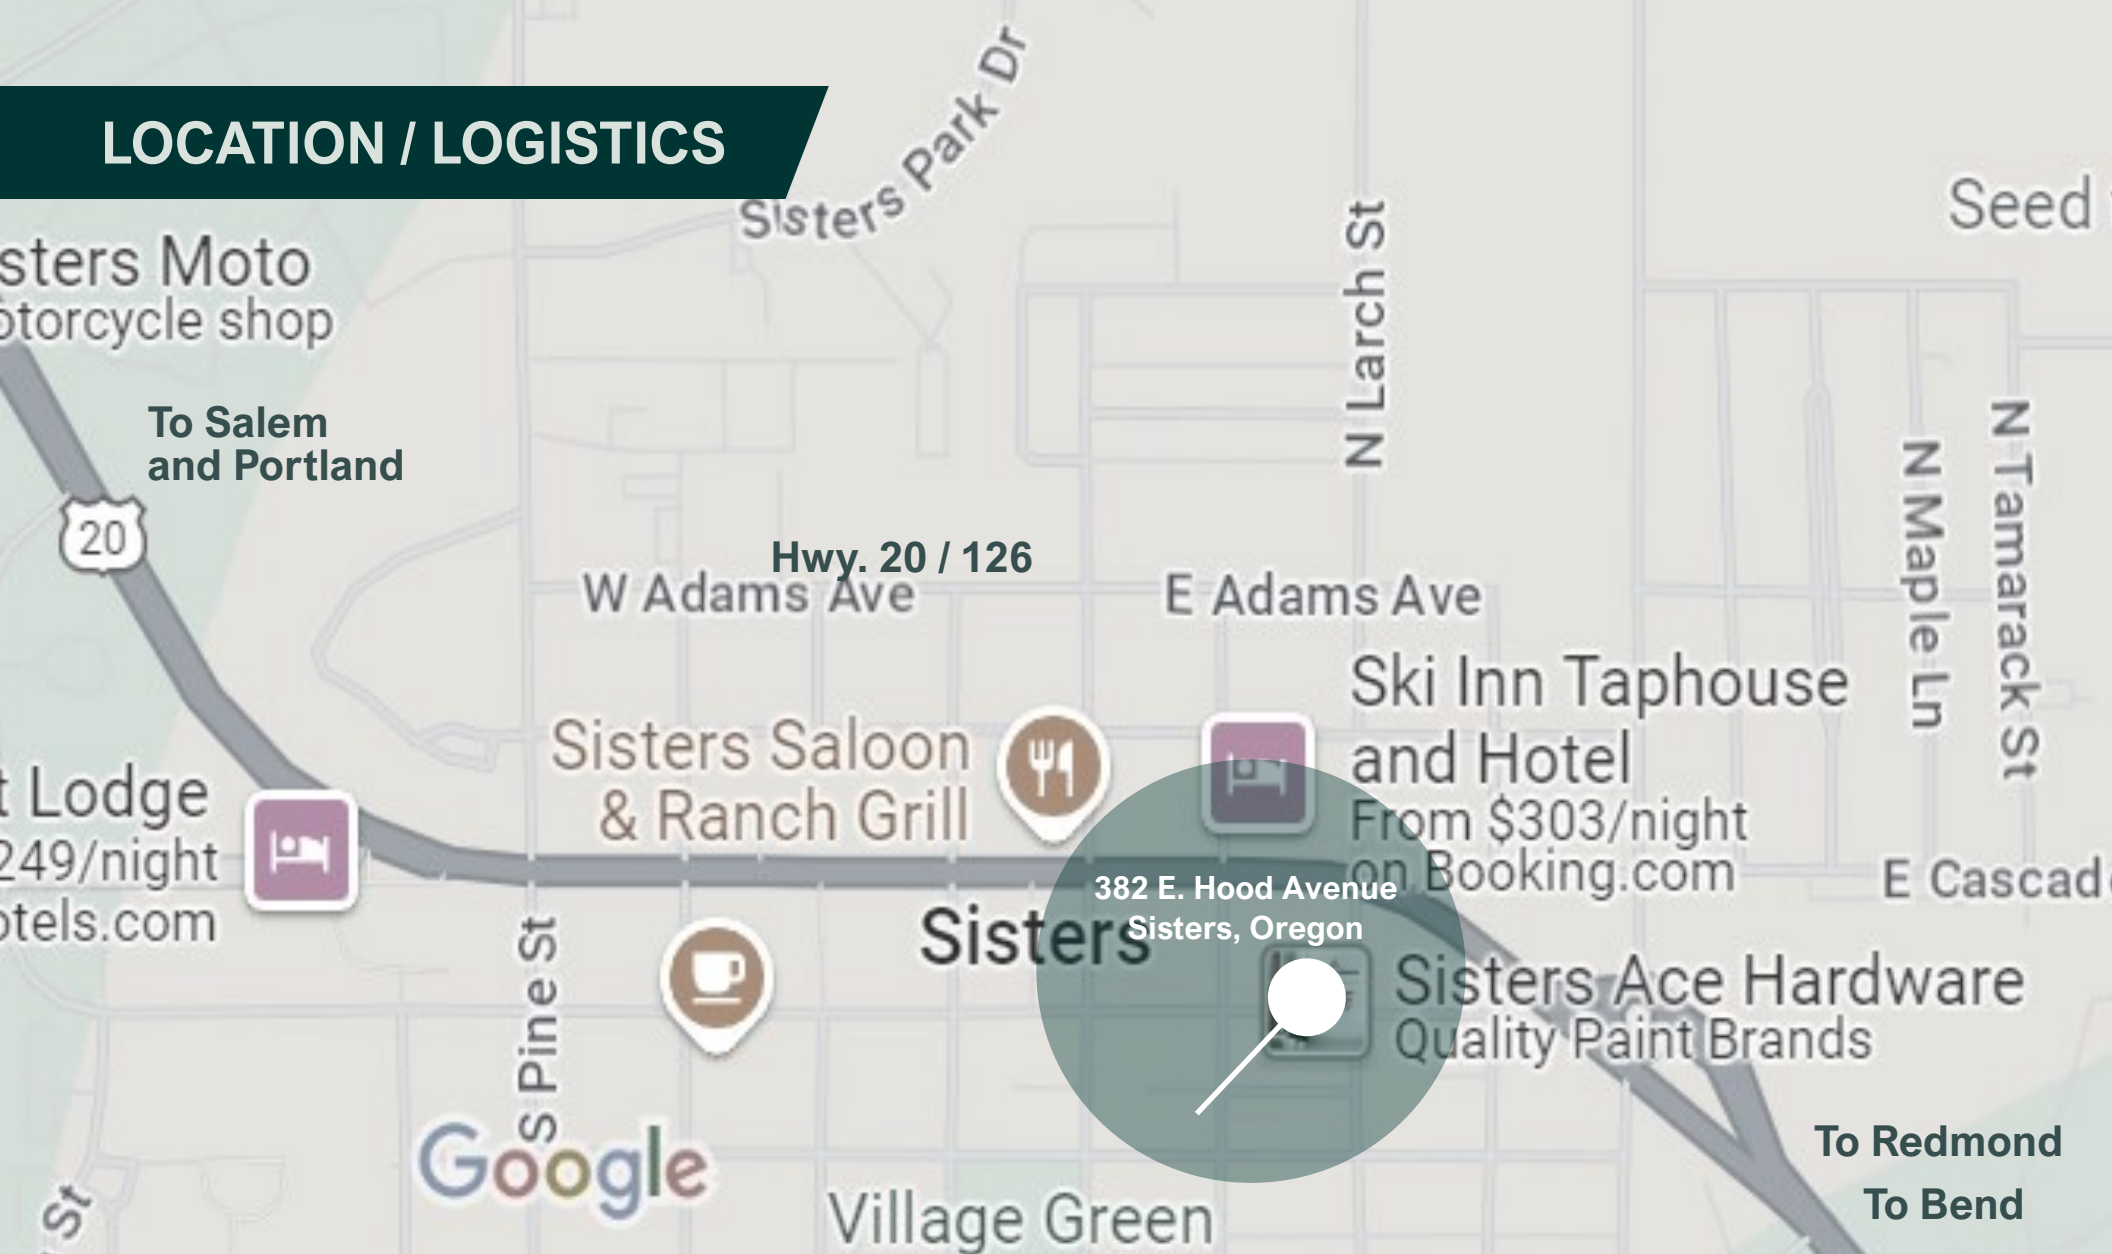 LOCATION / LOGISTICS
Sisters Park Dr
N Larch St
Seed
sters Moto
otorcycle shop
To Salem
and Portland
20
Hwy. 20 / 126
W Adams Ave
E Adams Ave
N Maple Ln
N Tamarack St
Sisters Saloon
& Ranch Grill
Ski Inn Taphouse
and Hotel
From $303/night
on Booking.com
t Lodge
249/night
otels.com
E Cascad
382 E. Hood Avenue
Sisters, Oregon
Sisters
S Pine St
Sisters Ace Hardware
Quality Paint Brands
Google
To Redmond
To Bend
St
Village Green